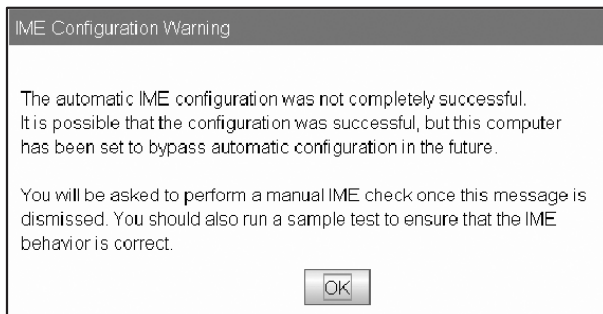 IME Configuration Warning
The automatic IME configuration was not completely successful.
It is possible that the configuration was successful, but this computer
has been set to bypass automatic configuration in the future.
You will be asked to perform a manual IME check once this message is
dismissed. You should also run a sample test to ensure that the IME
behavior is correct.
OK